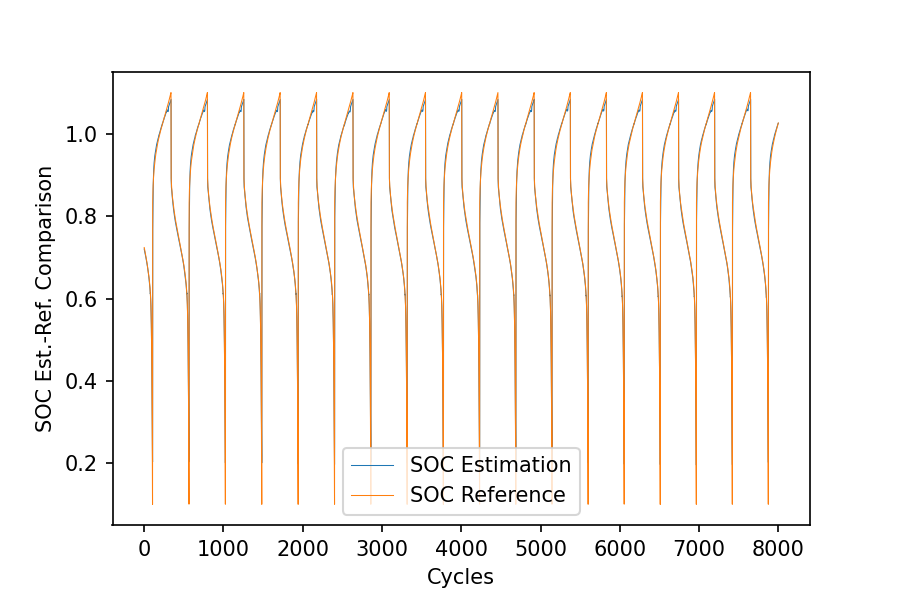 SOC Est.-Ref. Comparison
1.0
0.8
0.6
0.4
0.2
SOC Estimation
SOC Reference
0 1000 2000 3000 4000 5000 6000 7000 8000
Cycles